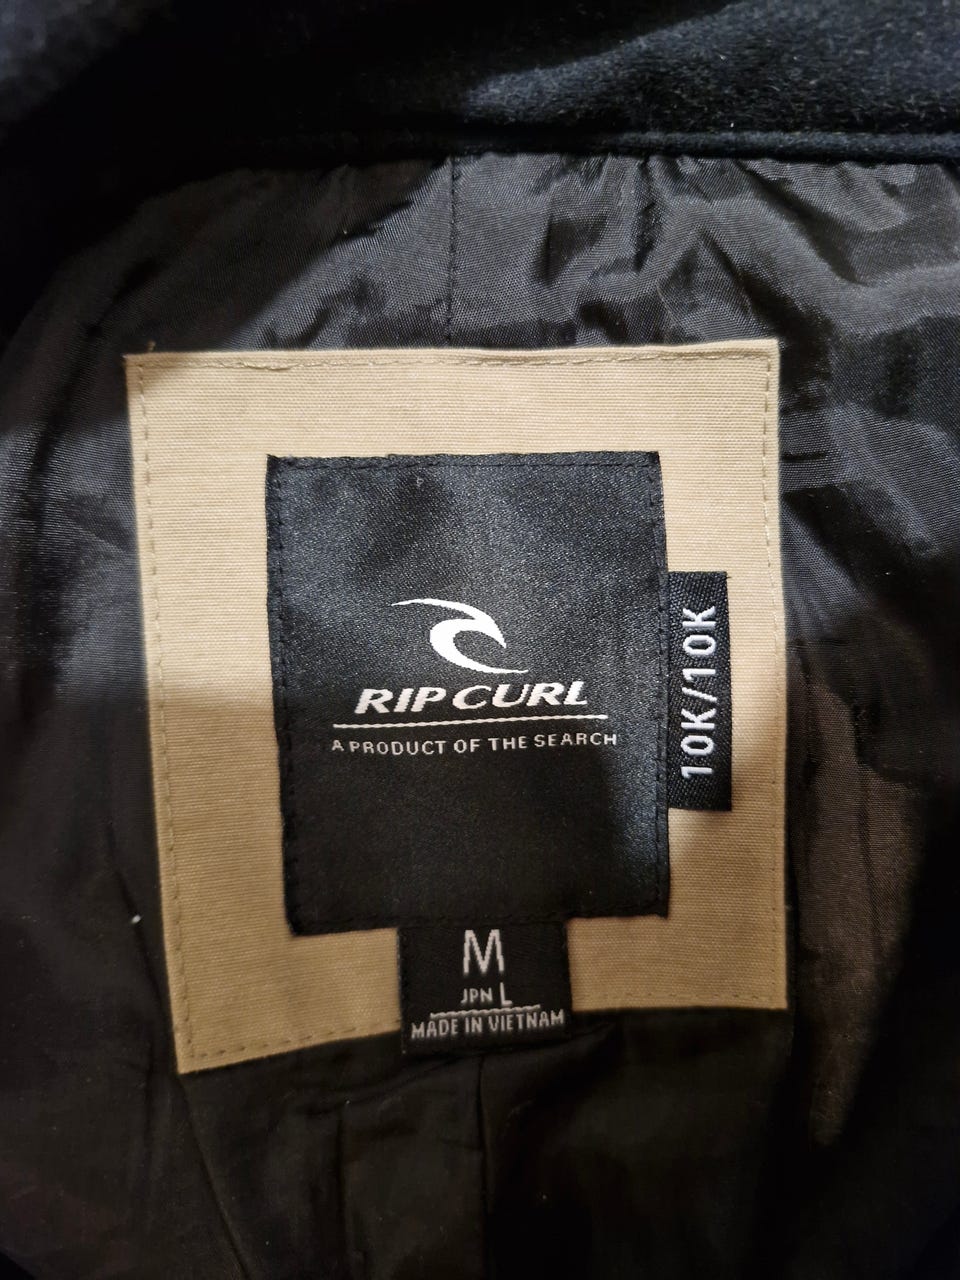 RIP CURL
A PRODUCT OF THE SEARCH
10K/10K
M
JPN L
MADE IN VIETNAM